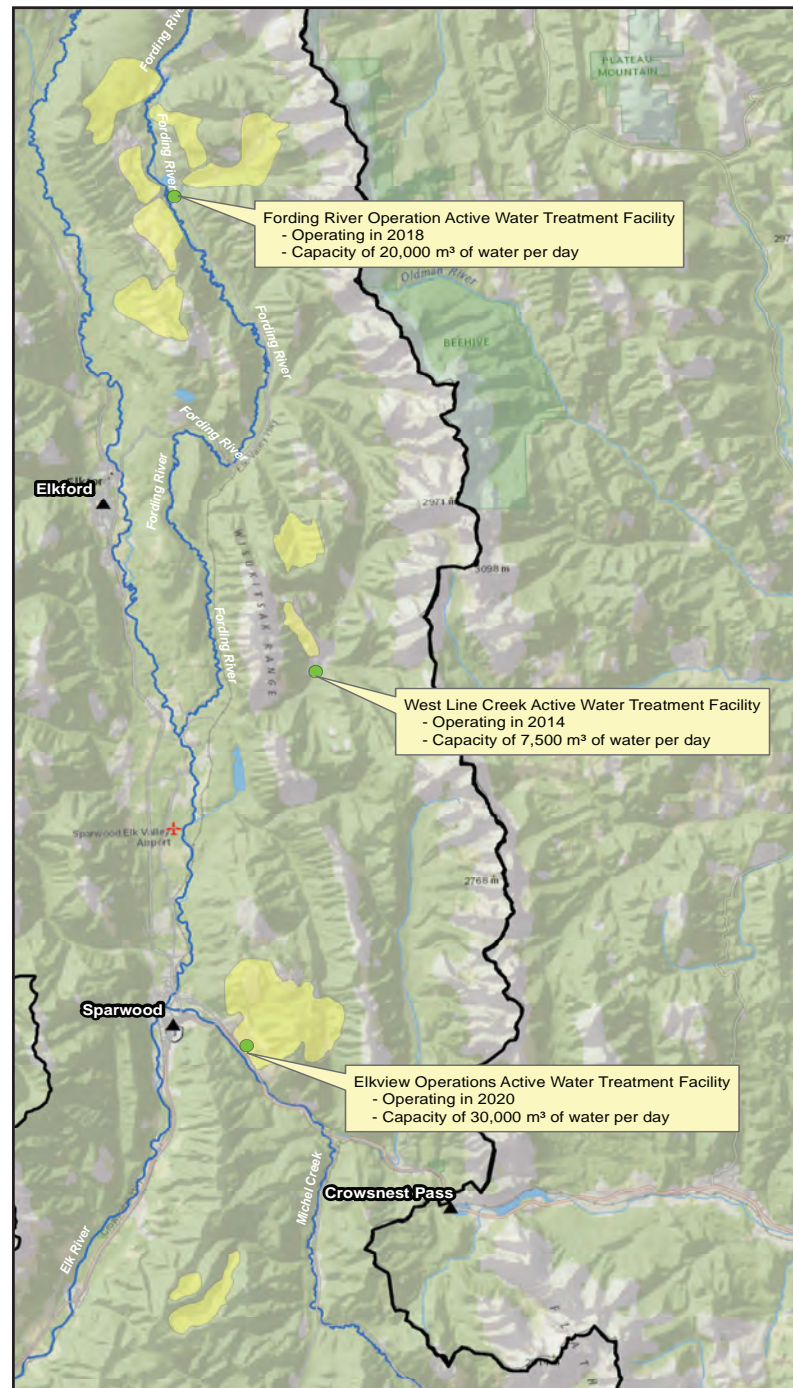 Fording River
PLATEAU
MOUNTAIN
Fording River
Fording River Operation Active Water Treatment Facility
- Operating in 2018
- Capacity of 20,000 m³ of water per day
297
Oldman River
Fording River
BEEHIVE
Fording River
Elkford
Fording River
2971 m
WISUKITSAK RANGE
3098 m
Fording River
West Line Creek Active Water Treatment Facility
- Operating in 2014
- Capacity of 7,500 m³ of water per day
Sparwood Elk Valley
Airport
2768 m
Sparwood
Elkview Operations Active Water Treatment Facility
- Operating in 2020
- Capacity of 30,000 m³ of water per day
Michel Creek
Crowsnest Pass
Elk River
FLATH